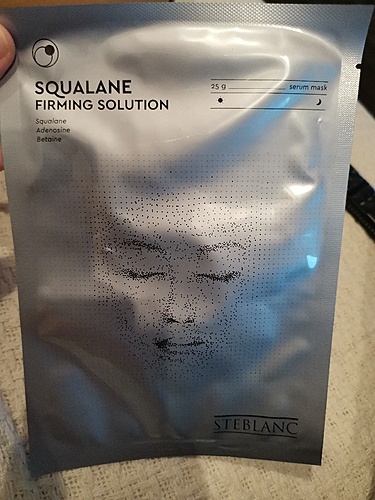 SQUALANE
FIRMING SOLUTION
Squalane
Adenosine
Betaine
25 g serum mask
STEBLANC